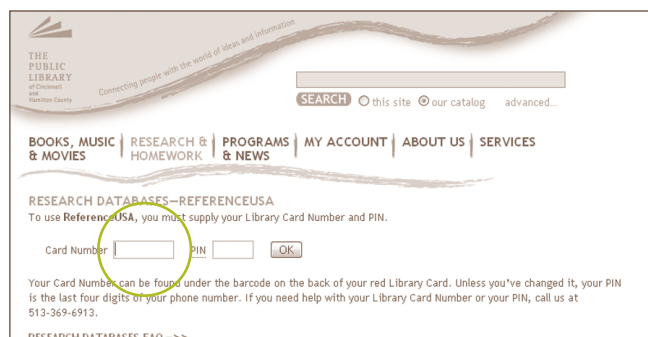 THE
PUBLIC
LIBRARY
of Cincinnati
and
Hamilton County
Connecting people with the world of ideas and information
SEARCH this site our catalog advanced...
BOOKS, MUSIC & MOVIES
RESEARCH & HOMEWORK
PROGRAMS & NEWS
MY ACCOUNT
ABOUT US
SERVICES
RESEARCH DATABASES—REFERENCEUSA
To use ReferenceUSA, you must supply your Library Card Number and PIN.
Card Number PIN OK
Your Card Number can be found under the barcode on the back of your red Library Card. Unless you've changed it, your PIN
is the last four digits of your phone number. If you need help with your Library Card Number or your PIN, call us at
513-369-6913.
RESEARCH DATABASES FAQ ->>